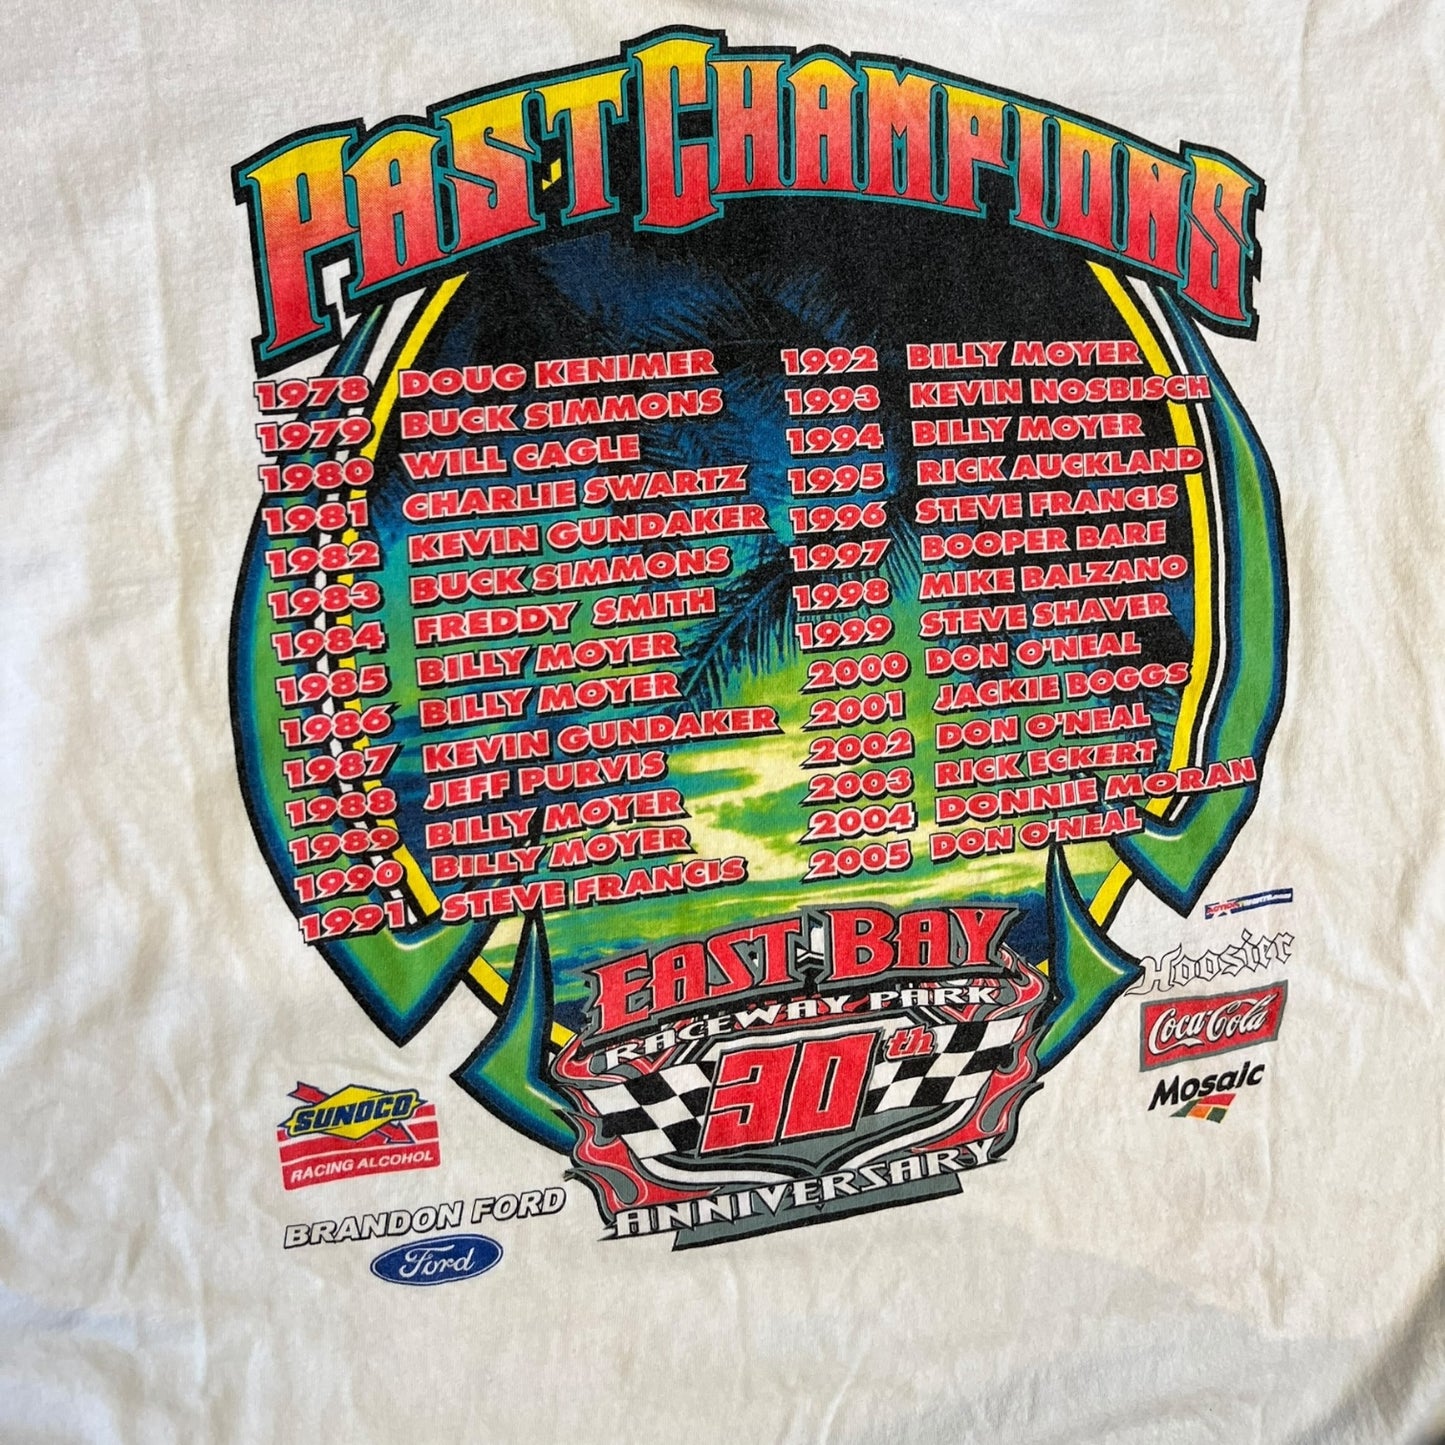 PAST CHAMPIONS
1978 DOUG KENIMER
1979 BUCK SIMMONS
1980 WILL CAGLE
1981 CHARLIE SWARTZ
1982 KEVIN GUNDAKER
1983 BUCK SIMMONS
1984 FREDDY SMITH
1985 BILLY MOYER
1986 BILLY MOYER
1987 KEVIN GUNDAKER
1988 JEFF PURVIS
1989 BILLY MOYER
1990 BILLY MOYER
1991 STEVE FRANCIS
1992 BILLY MOYER
1993 KEVIN NOSBISCH
1994 BILLY MOYER
1995 RICK AUCKLAND
1996 STEVE FRANCIS
1997 BOOPER BARE
1998 MIKE BALZANO
1999 STEVE SHAVER
2000 DON O'NEAL
2001 JACKIE BOGGS
2002 DON O'NEAL
2003 RICK ECKERT
2004 DONNIE MORAN
2005 DON O'NEAL
EAST BAY
RACEWAY PARK
30th
ANNIVERSARY
SUNOCO
RACING ALCOHOL
BRANDON FORD
Ford
Hoosier
Coca-Cola
Mosaic